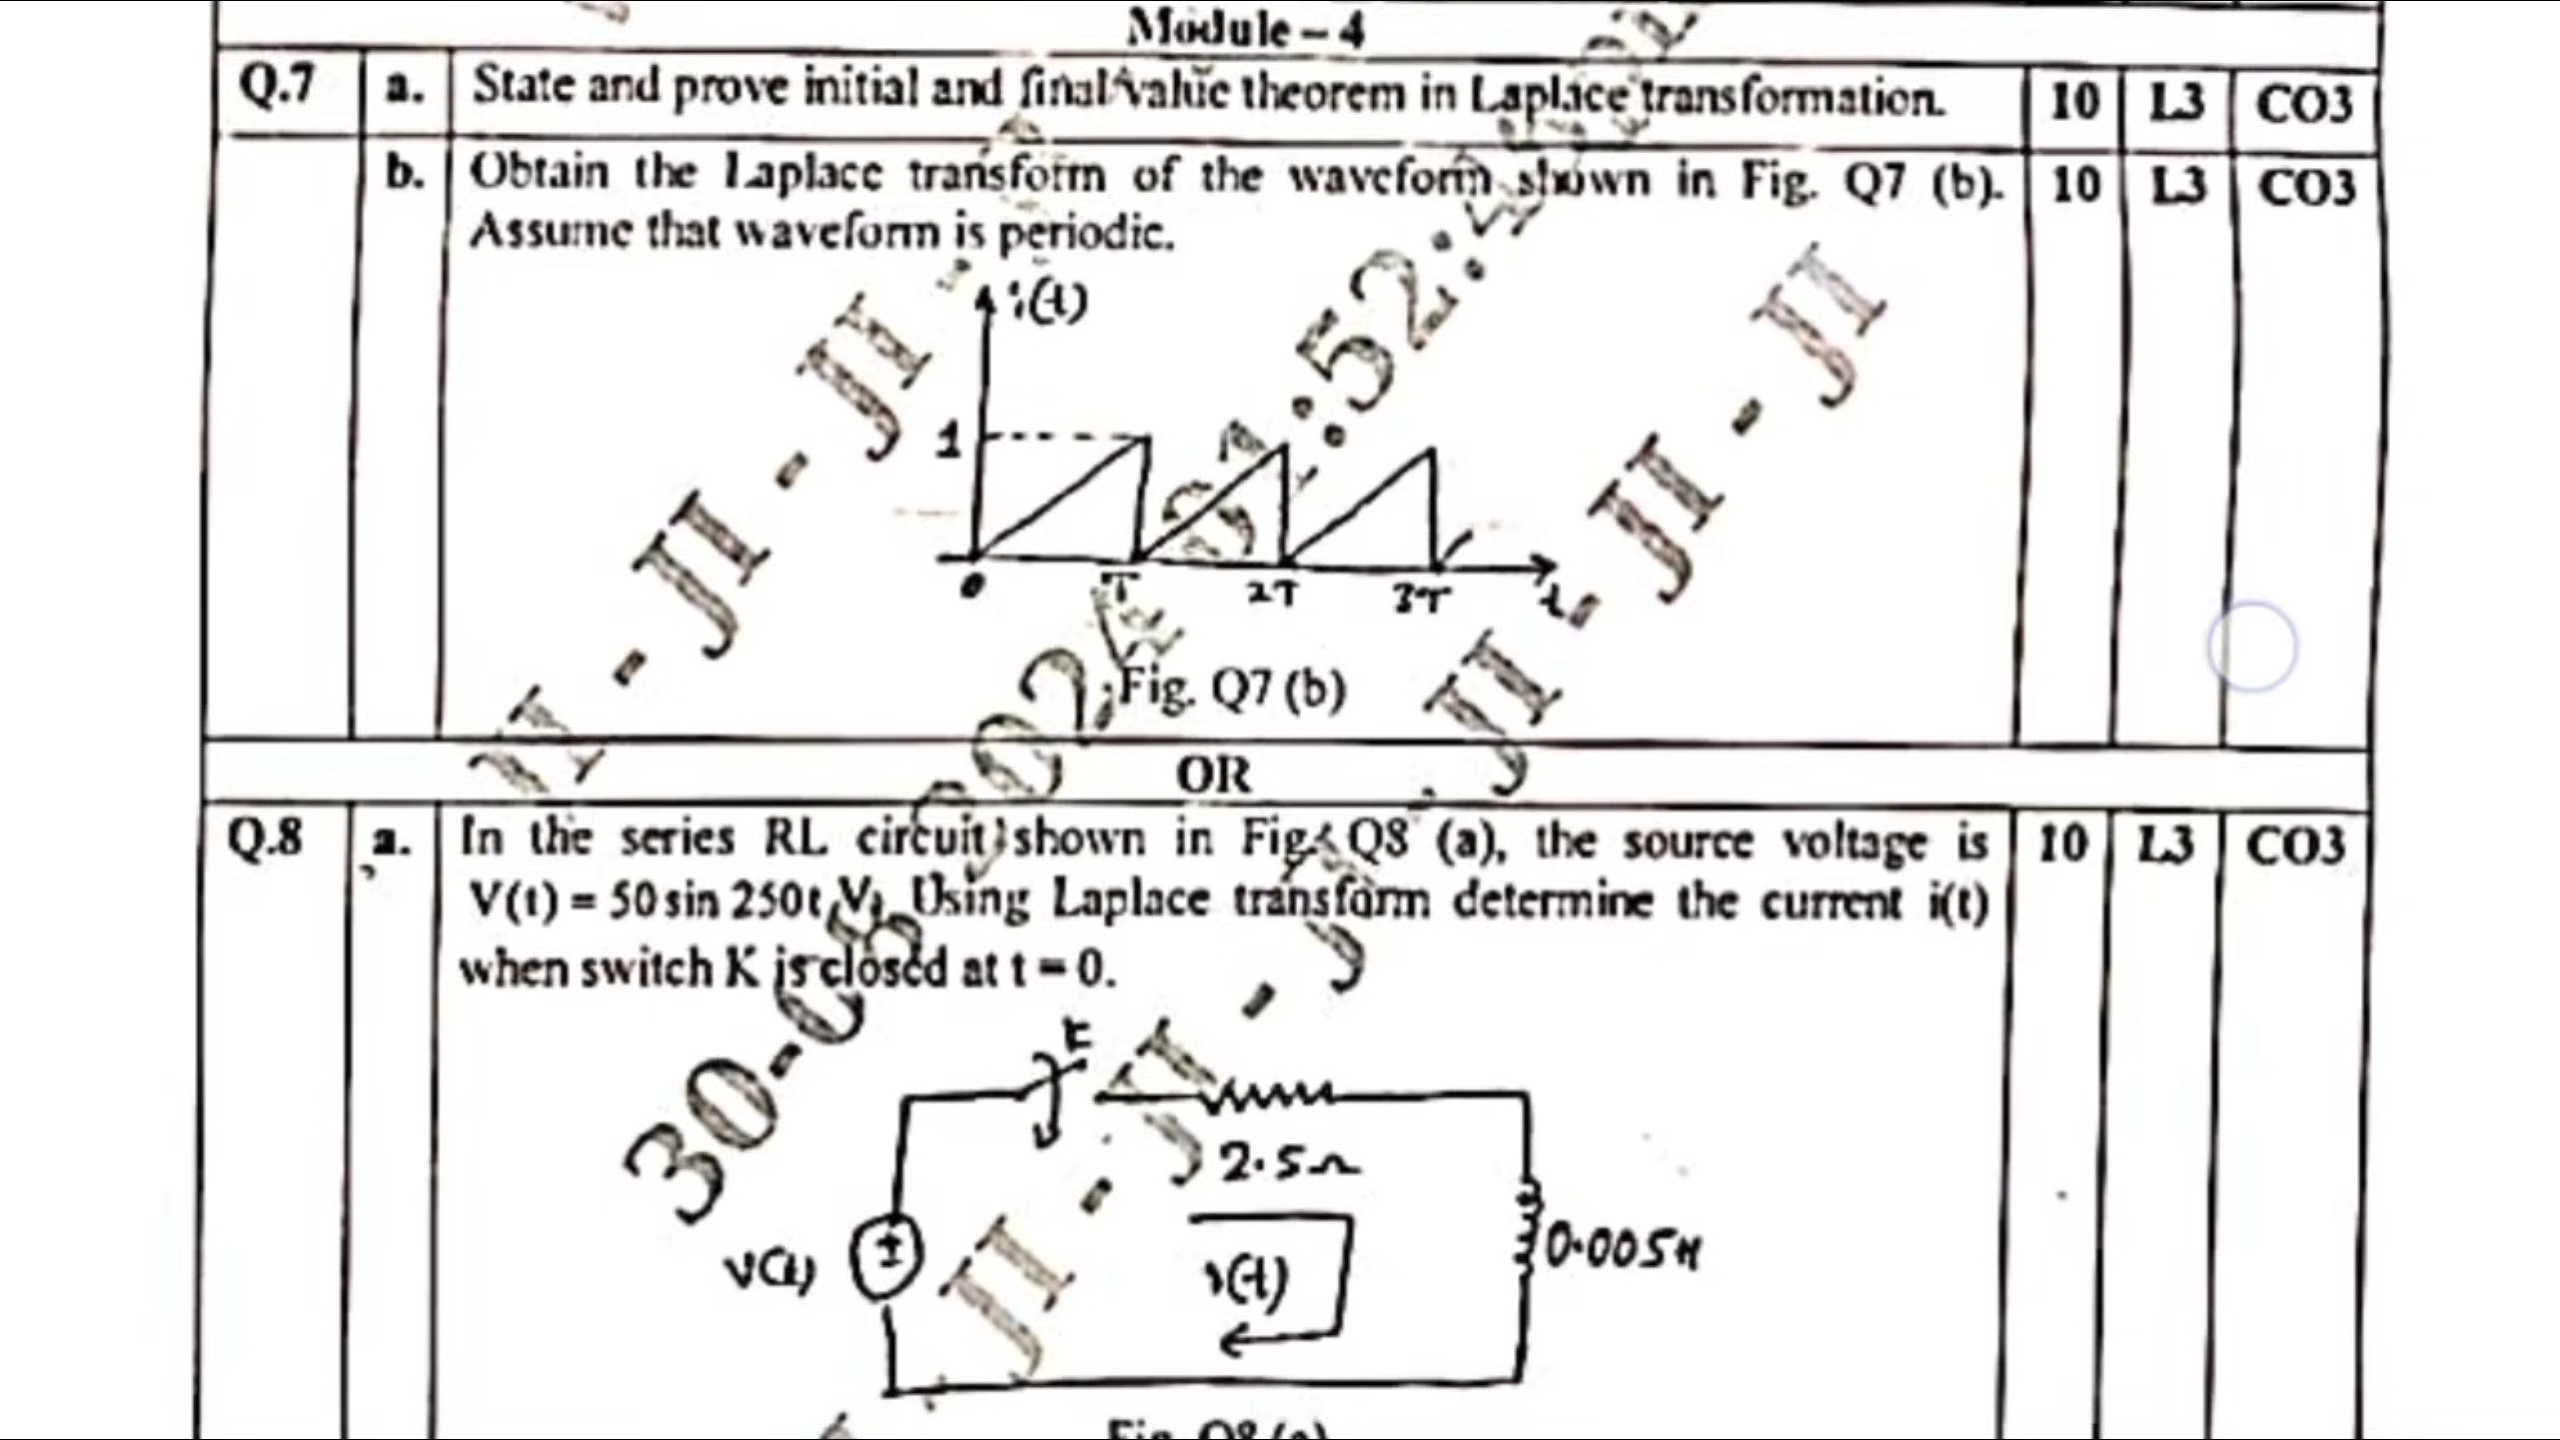 Module – 4
Q.7 a. State and prove initial and final value theorem in Laplace transformation. 10 L3 CO3
b. Obtain the Laplace transform of the waveform shown in Fig. Q7 (b). 10 L3 CO3
Assume that waveform is periodic.
i(t)
1
0 T 2T 3T t
Fig. Q7 (b)
OR
Q.8 a. In the series RL circuit shown in Fig. Q8 (a), the source voltage is 10 L3 CO3
V(t) = 50 sin 250t V. Using Laplace transform determine the current i(t)
when switch K is closed at t = 0.
K
2.5Ω
V(t) i(t) 0.005H
Fig. Q8 (a)